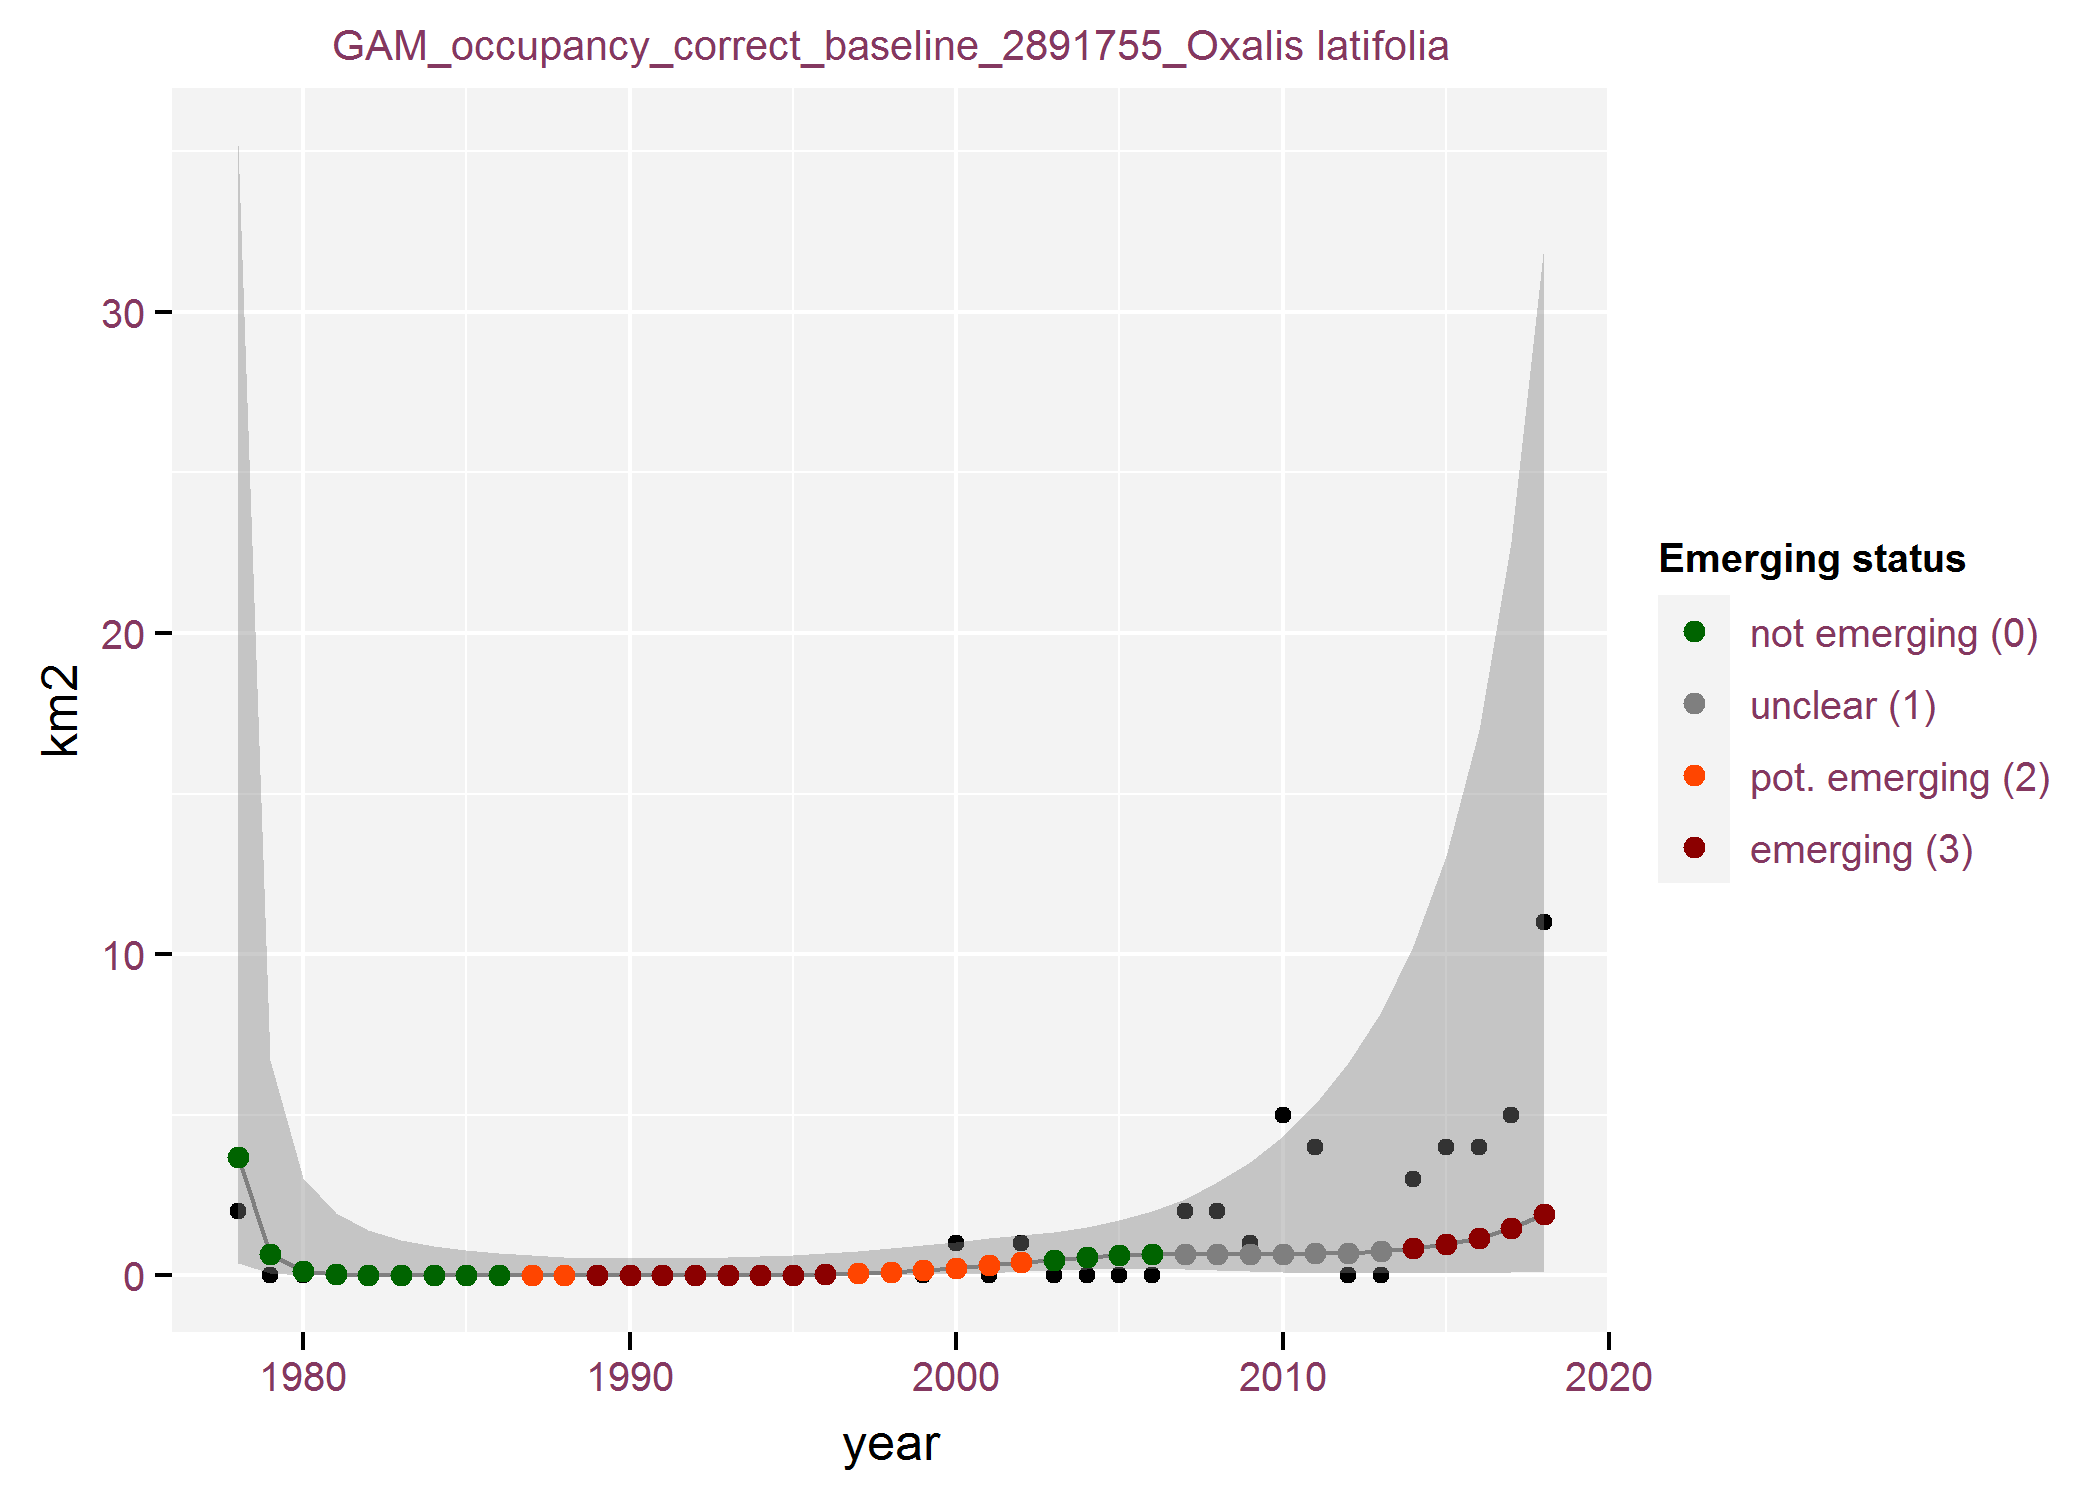 GAM_occupancy_correct_baseline_2891755_Oxalis latifolia
30
20
10
0
km2
1980 1990 2000 2010 2020
year
Emerging status
not emerging (0)
unclear (1)
pot. emerging (2)
emerging (3)